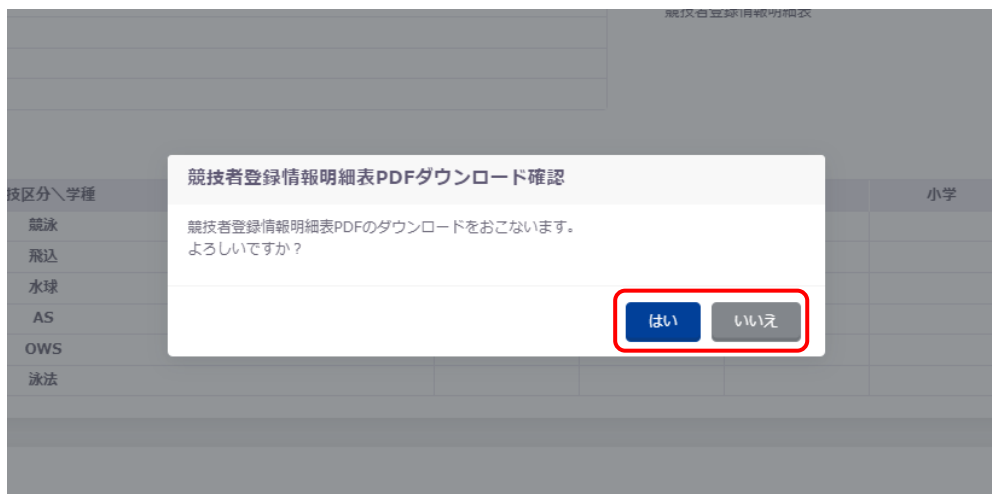 競技者登録情報明細表
技区分＼学種
小学
競泳
飛込
水球
AS
OWS
泳法
競技者登録情報明細表PDFダウンロード確認
競技者登録情報明細表PDFのダウンロードをおこないます。
よろしいですか？
はい
いいえ